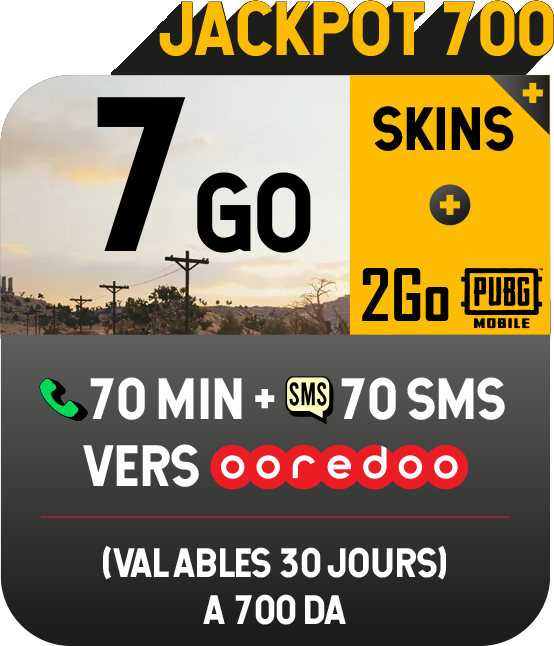 JACKPOT 700
7 GO
SKINS
+
2Go PUBG MOBILE
70 MIN + SMS 70 SMS
VERS ooredoo
(VALABLES 30 JOURS)
A 700 DA